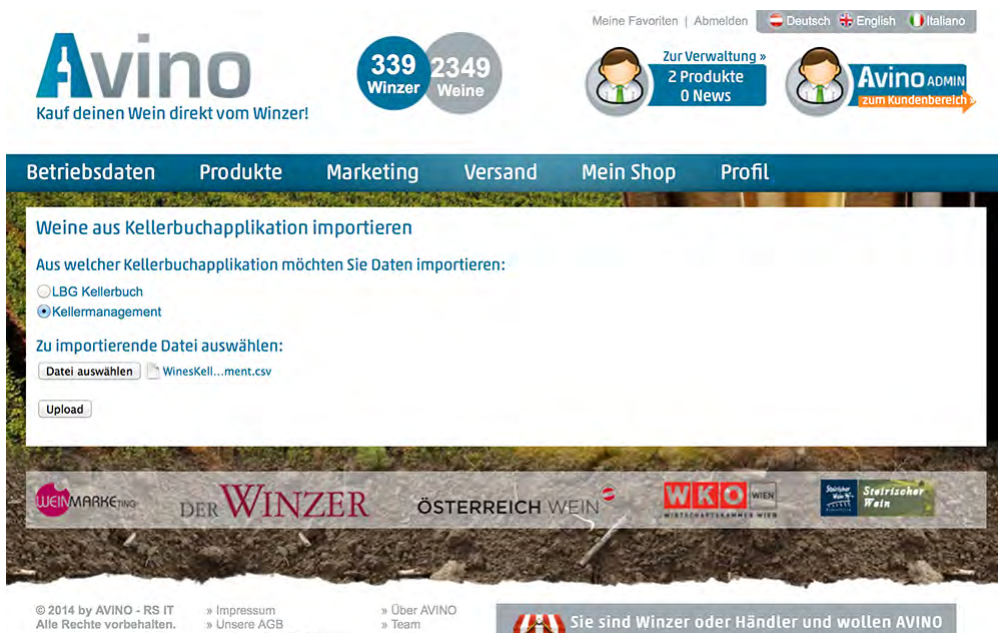 Meine Favoriten | Abmelden Deutsch English Italiano
Avino
Kauf deinen Wein direkt vom Winzer!
339
Winzer
2349
Weine
Zur Verwaltung »
2 Produkte
0 News
Avino ADMIN
zum Kundenbereich »
Betriebsdaten Produkte Marketing Versand Mein Shop Profil
Weine aus Kellerbuchapplikation importieren
Aus welcher Kellerbuchapplikation möchten Sie Daten importieren:
LBG Kellerbuch
Kellermanagement
Zu importierende Datei auswählen:
Datei auswählen WinesKell...ment.csv
Upload
WEINMARKETING
DER WINZER
ÖSTERREICH WEIN
WKO WIEN
WIRTSCHAFTSKAMMER WIEN
Steirischer
Wein
© 2014 by AVINO - RS IT
Alle Rechte vorbehalten.
» Impressum
» Unsere AGB
» Über AVINO
» Team
Sie sind Winzer oder Händler und wollen AVINO